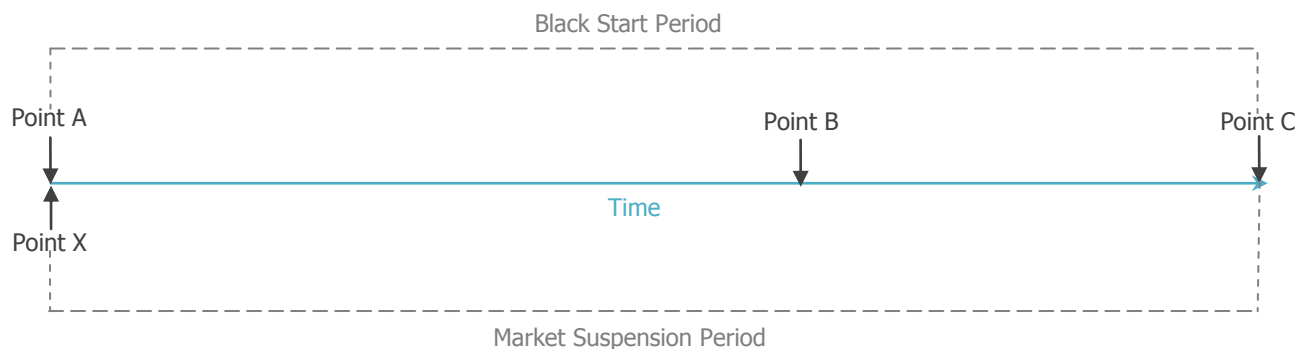 Black Start Period
Point A
Point B
Point C
Time
Point X
Market Suspension Period